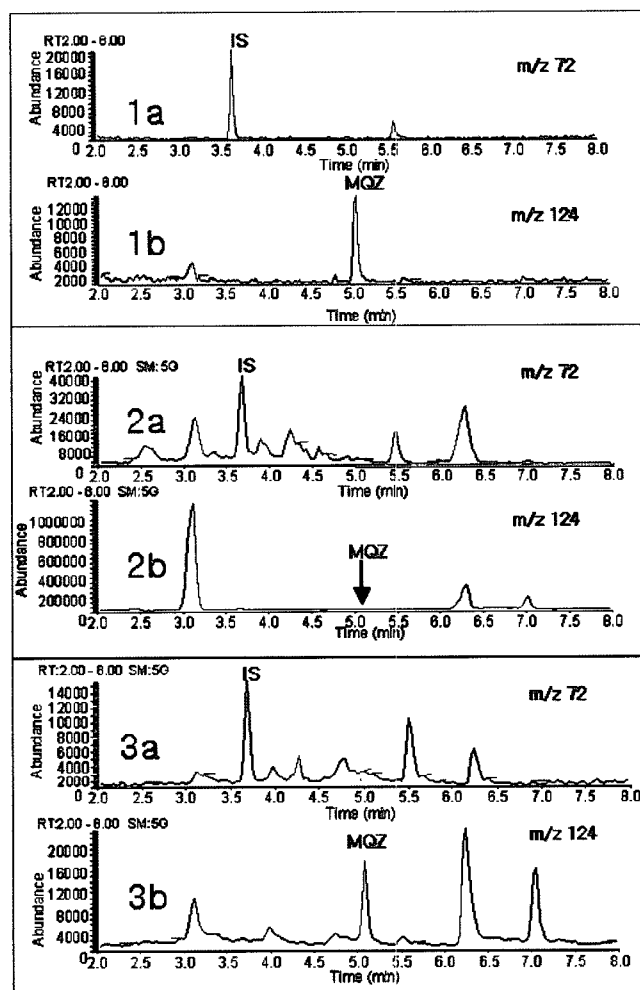 RT2.00 - 8.00
IS
m/z 72
Abundance
20000
16000
12000
8000
4000
1a
2.0 2.5 3.0 3.5 4.0 4.5 5.0 5.5 6.0 6.5 7.0 7.5 8.0
Time (min)
RT2.00 - 8.00
MQZ
m/z 124
Abundance
12000
10000
8000
6000
4000
2000
1b
2.0 2.5 3.0 3.5 4.0 4.5 5.0 5.5 6.0 6.5 7.0 7.5 8.0
Time (min)
RT2.00 - 8.00 SM:5G
IS
m/z 72
Abundance
40000
32000
24000
16000
8000
0
2a
2.0 2.5 3.0 3.5 4.0 4.5 5.0 5.5 6.0 6.5 7.0 7.5 8.0
Time (min)
RT2.00 - 8.00 SM:5G
m/z 124
Abundance
1000000
800000
600000
400000
200000
0
2b
MQZ
2.0 2.5 3.0 3.5 4.0 4.5 5.0 5.5 6.0 6.5 7.0 7.5 8.0
Time (min)
RT:2.00 - 8.00 SM:5G
IS
m/z 72
Abundance
14000
12000
10000
8000
6000
4000
2000
3a
2.0 2.5 3.0 3.5 4.0 4.5 5.0 5.5 6.0 6.5 7.0 7.5 8.0
Time (min)
RT2.00 - 8.00 SM:5G
MQZ
m/z 124
Abundance
20000
16000
12000
8000
4000
0
3b
2.0 2.5 3.0 3.5 4.0 4.5 5.0 5.5 6.0 6.5 7.0 7.5 8.0
Time (min)